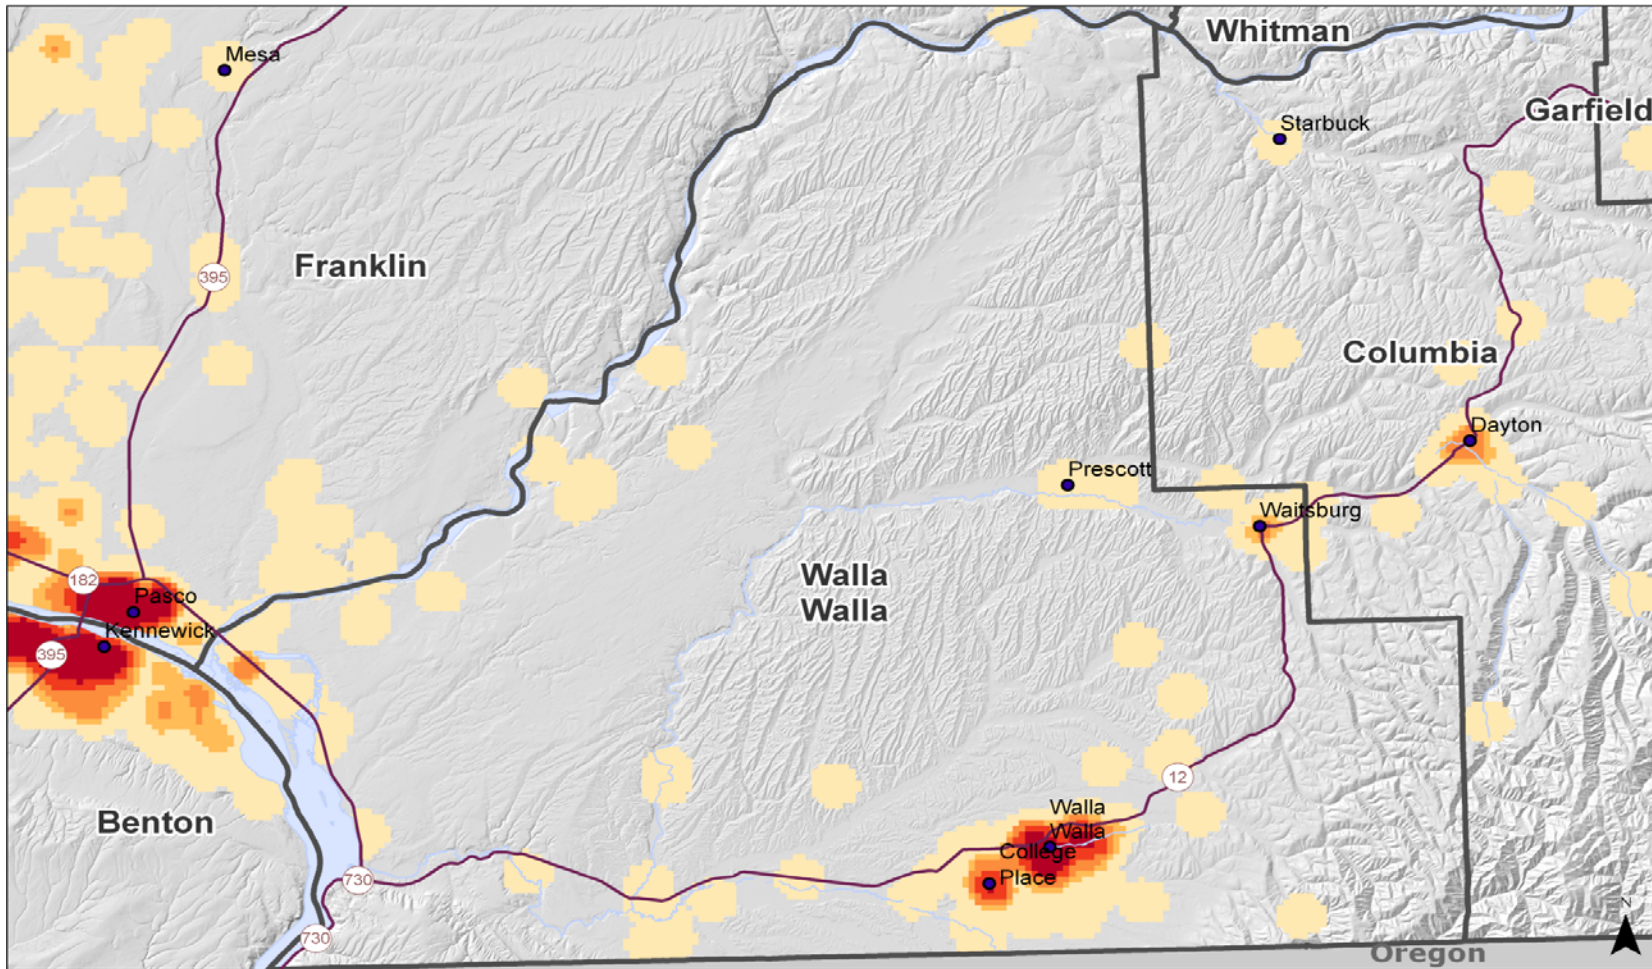 Whitman
Mesa
Garfield
Starbuck
Franklin
395
Columbia
Dayton
Prescott
Waitsburg
Walla
Walla
182
Pasco
Kennewick
395
12
Walla
Walla
College
Place
Benton
730
730
N
Oregon